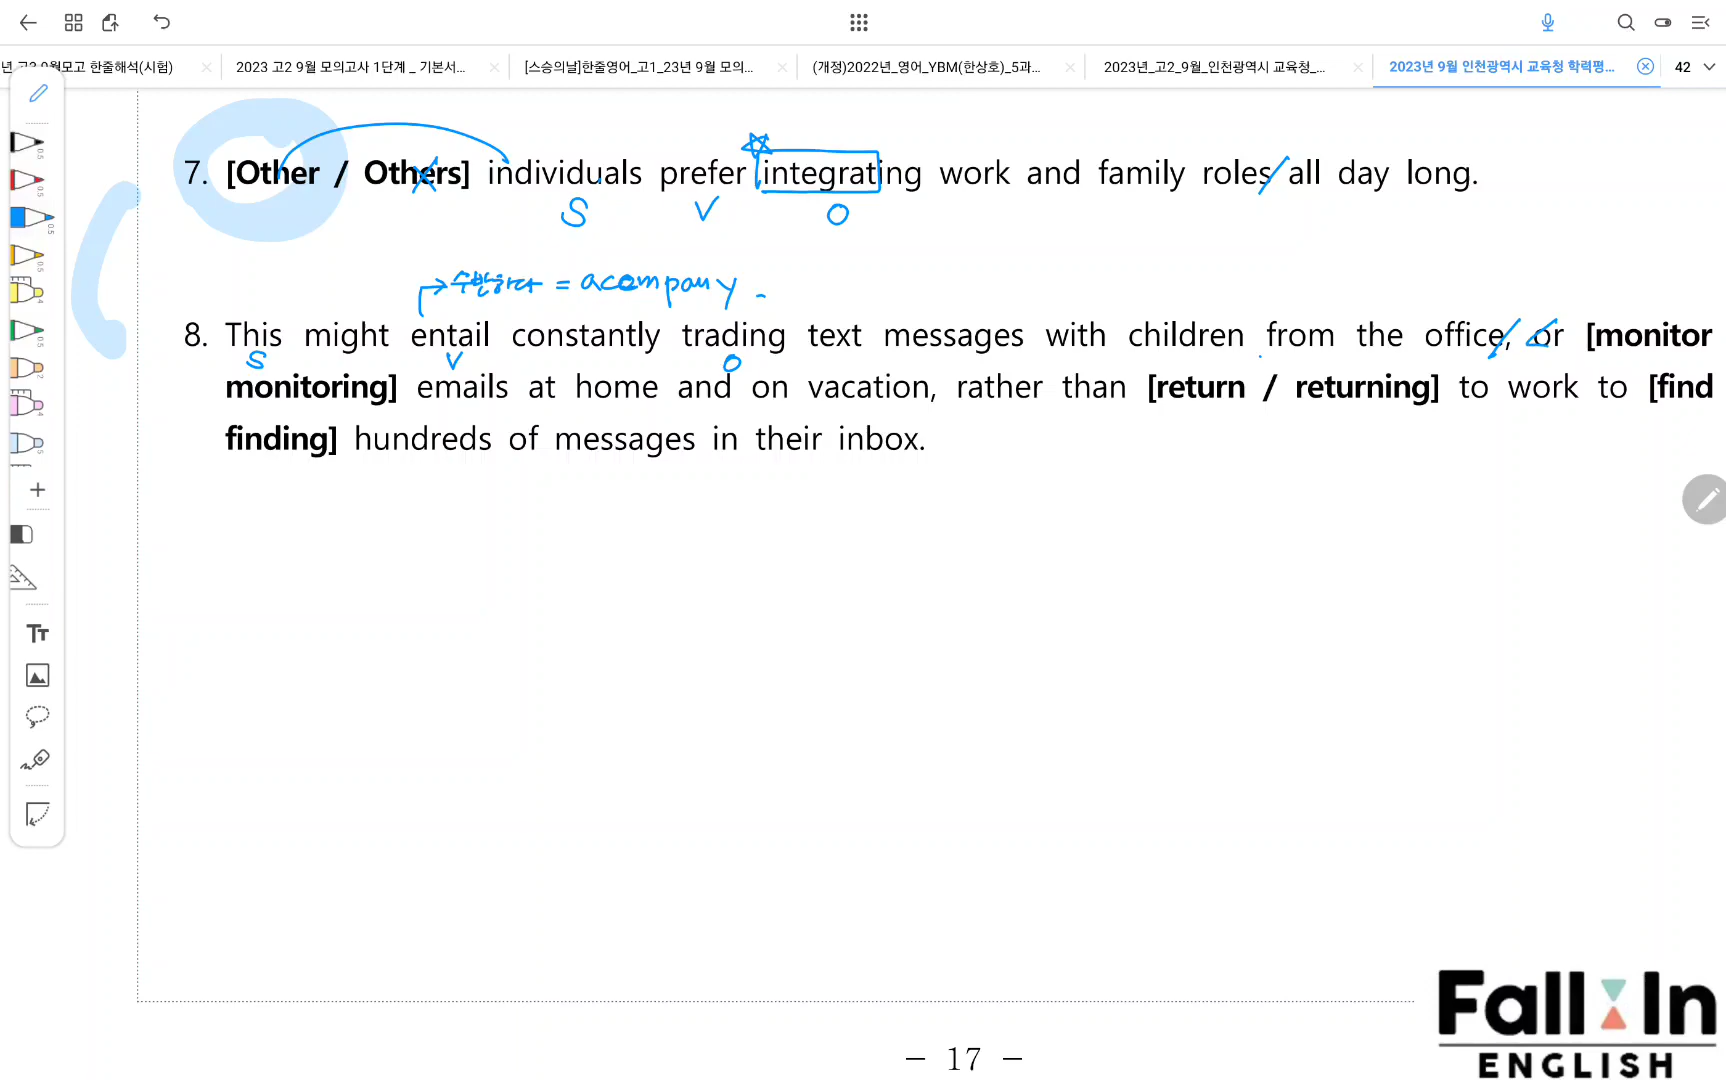 년 고2 9월모고 한줄해석(시험)
2023 고2 9월 모의고사 1단계 _ 기본서...
[스승의날]한줄영어_고1_23년 9월 모의...
(개정)2022년_영어_YBM(한상호)_5과...
2023년_고2_9월_인천광역시 교육청_...
2023년 9월 인천광역시 교육청 학력평...
42
7. [Other / Others] individuals prefer integrating work and family roles / all day long.
S V O
수반하다 = acompany.
8. This might entail constantly trading text messages with children from the office, / or [monitor
S V O
monitoring] emails at home and on vacation, rather than [return / returning] to work to [find
finding] hundreds of messages in their inbox.
Tт
- 17 -
Fall In
ENGLISH